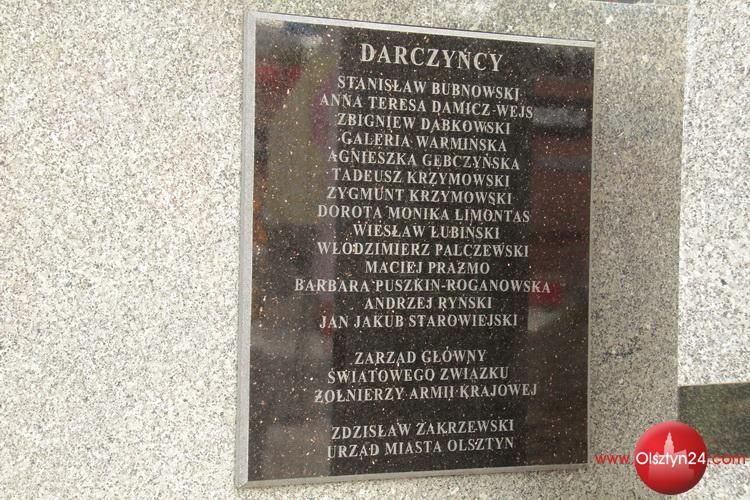 DARCZYŃCY
STANISŁAW BUBNOWSKI
ANNA TERESA DAMICZ-WEJS
ZBIGNIEW DĄBKOWSKI
GALERIA WARMIŃSKA
AGNIESZKA GĘBCZYŃSKA
TADEUSZ KRZYMOWSKI
ZYGMUNT KRZYMOWSKI
DOROTA MONIKA LIMONTAS
WIESŁAW ŁUBIŃSKI
WŁODZIMIERZ PALCZEWSKI
MACIEJ PRAŻMO
BARBARA PUSZKIN-ROGANOWSKA
ANDRZEJ RYŃSKI
JAN JAKUB STAROWIEJSKI
ZARZĄD GŁÓWNY
ŚWIATOWEGO ZWIĄZKU
ŻOŁNIERZY ARMII KRAJOWEJ
ZDZISŁAW ŻAKRZEWSKI
URZĄD MIASTA OLSZTYN
www.Olsztyn24.com